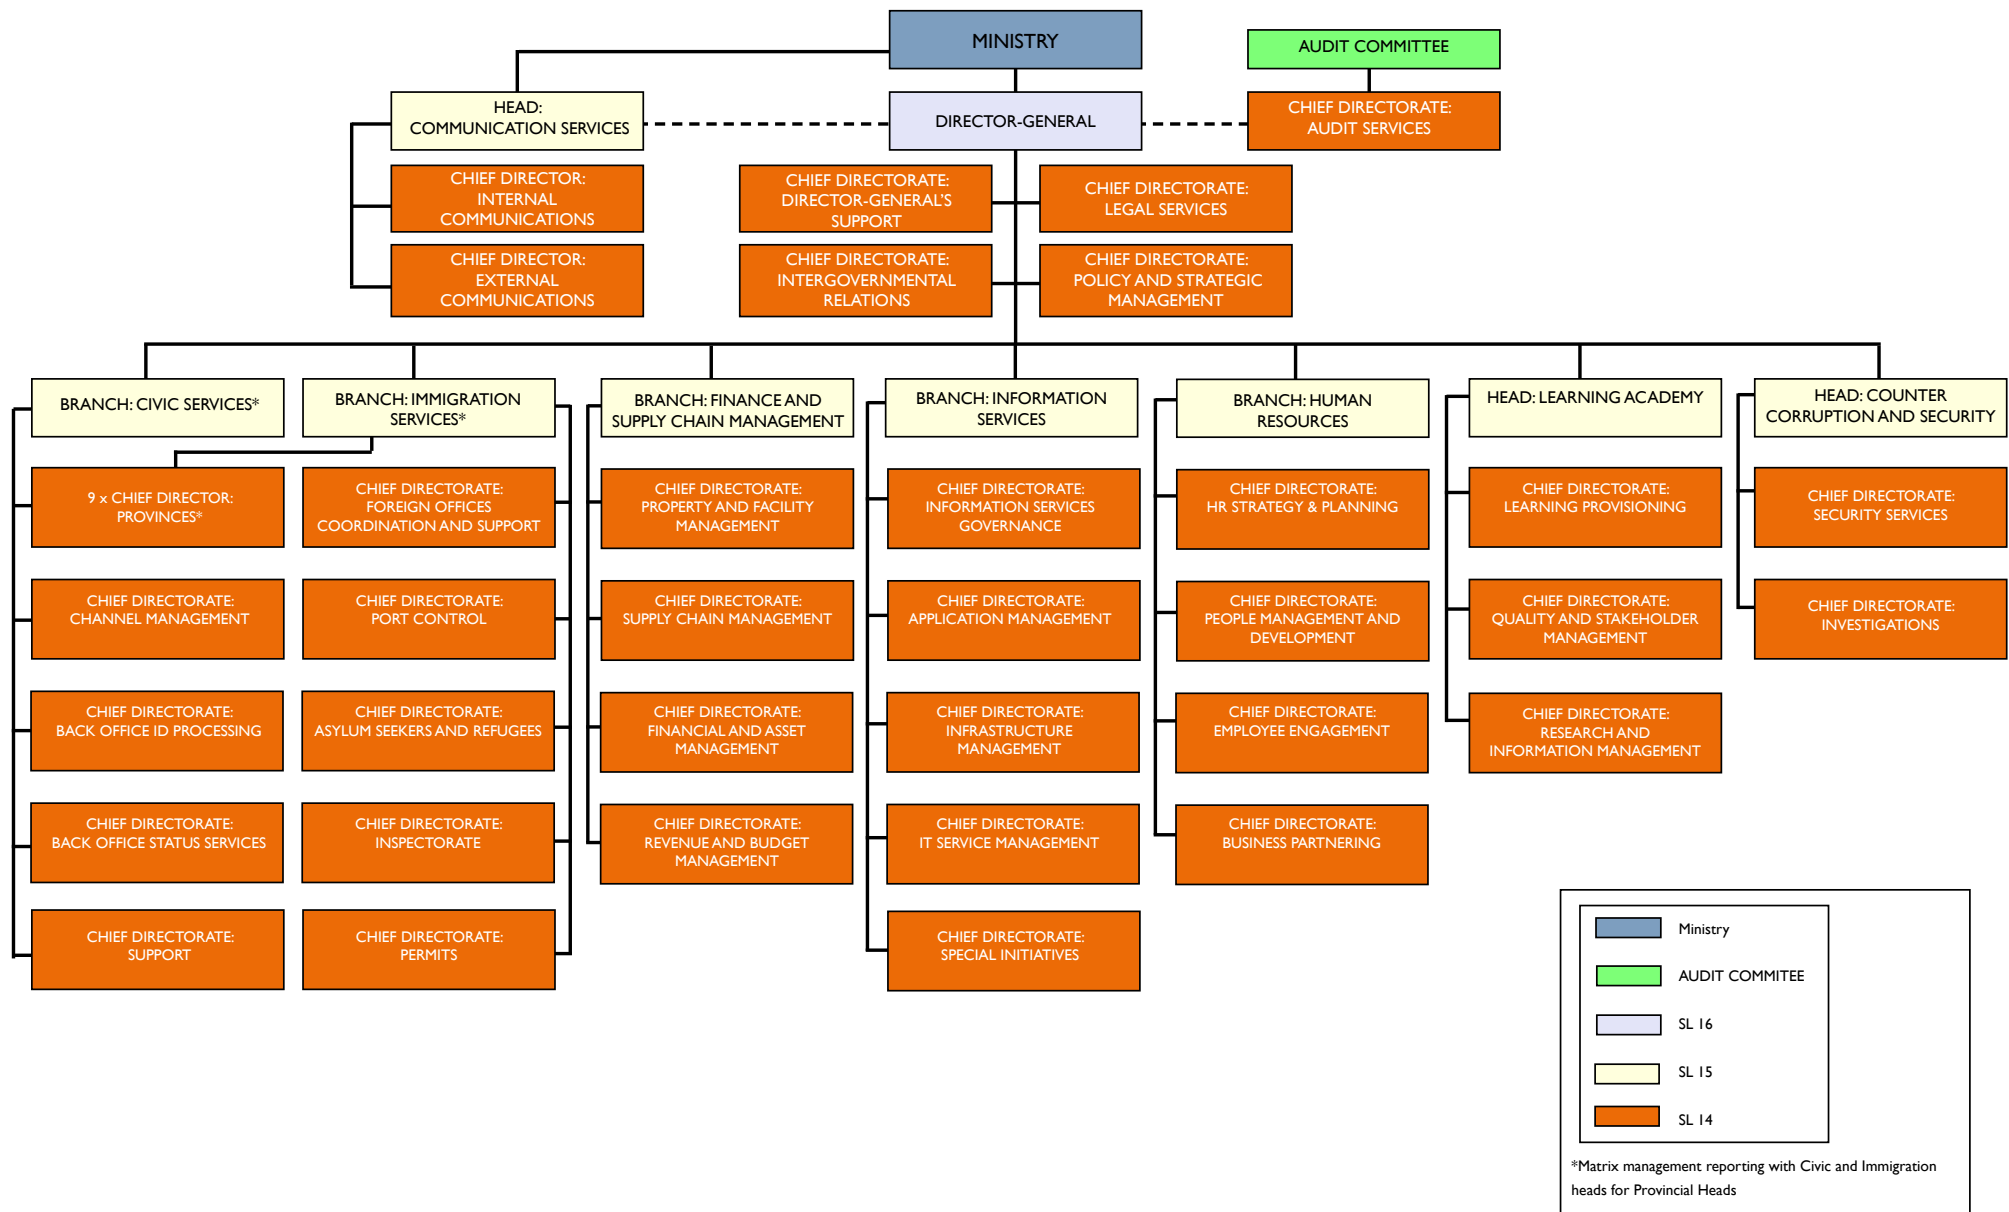 MINISTRY
AUDIT COMMITTEE
HEAD:
COMMUNICATION SERVICES
DIRECTOR-GENERAL
CHIEF DIRECTORATE:
AUDIT SERVICES
CHIEF DIRECTOR:
INTERNAL
COMMUNICATIONS
CHIEF DIRECTORATE:
DIRECTOR-GENERAL'S
SUPPORT
CHIEF DIRECTORATE:
LEGAL SERVICES
CHIEF DIRECTOR:
EXTERNAL
COMMUNICATIONS
CHIEF DIRECTORATE:
INTERGOVERNMENTAL
RELATIONS
CHIEF DIRECTORATE:
POLICY AND STRATEGIC
MANAGEMENT
BRANCH: CIVIC SERVICES*
BRANCH: IMMIGRATION
SERVICES*
BRANCH: FINANCE AND
SUPPLY CHAIN MANAGEMENT
BRANCH: INFORMATION
SERVICES
BRANCH: HUMAN
RESOURCES
HEAD: LEARNING ACADEMY
HEAD: COUNTER
CORRUPTION AND SECURITY
9 x CHIEF DIRECTOR:
PROVINCES*
CHIEF DIRECTORATE:
FOREIGN OFFICES
COORDINATION AND SUPPORT
CHIEF DIRECTORATE:
PROPERTY AND FACILITY
MANAGEMENT
CHIEF DIRECTORATE:
INFORMATION SERVICES
GOVERNANCE
CHIEF DIRECTORATE:
HR STRATEGY & PLANNING
CHIEF DIRECTORATE:
LEARNING PROVISIONING
CHIEF DIRECTORATE:
SECURITY SERVICES
CHIEF DIRECTORATE:
CHANNEL MANAGEMENT
CHIEF DIRECTORATE:
PORT CONTROL
CHIEF DIRECTORATE:
SUPPLY CHAIN MANAGEMENT
CHIEF DIRECTORATE:
APPLICATION MANAGEMENT
CHIEF DIRECTORATE:
PEOPLE MANAGEMENT AND
DEVELOPMENT
CHIEF DIRECTORATE:
QUALITY AND STAKEHOLDER
MANAGEMENT
CHIEF DIRECTORATE:
INVESTIGATIONS
CHIEF DIRECTORATE:
BACK OFFICE ID PROCESSING
CHIEF DIRECTORATE:
ASYLUM SEEKERS AND REFUGEES
CHIEF DIRECTORATE:
FINANCIAL AND ASSET
MANAGEMENT
CHIEF DIRECTORATE:
INFRASTRUCTURE
MANAGEMENT
CHIEF DIRECTORATE:
EMPLOYEE ENGAGEMENT
CHIEF DIRECTORATE:
RESEARCH AND
INFORMATION MANAGEMENT
CHIEF DIRECTORATE:
BACK OFFICE STATUS SERVICES
CHIEF DIRECTORATE:
INSPECTORATE
CHIEF DIRECTORATE:
REVENUE AND BUDGET
MANAGEMENT
CHIEF DIRECTORATE:
IT SERVICE MANAGEMENT
CHIEF DIRECTORATE:
BUSINESS PARTNERING
CHIEF DIRECTORATE:
SUPPORT
CHIEF DIRECTORATE:
PERMITS
CHIEF DIRECTORATE:
SPECIAL INITIATIVES
Ministry
AUDIT COMMITEE
SL 16
SL 15
SL 14
*Matrix management reporting with Civic and Immigration
heads for Provincial Heads